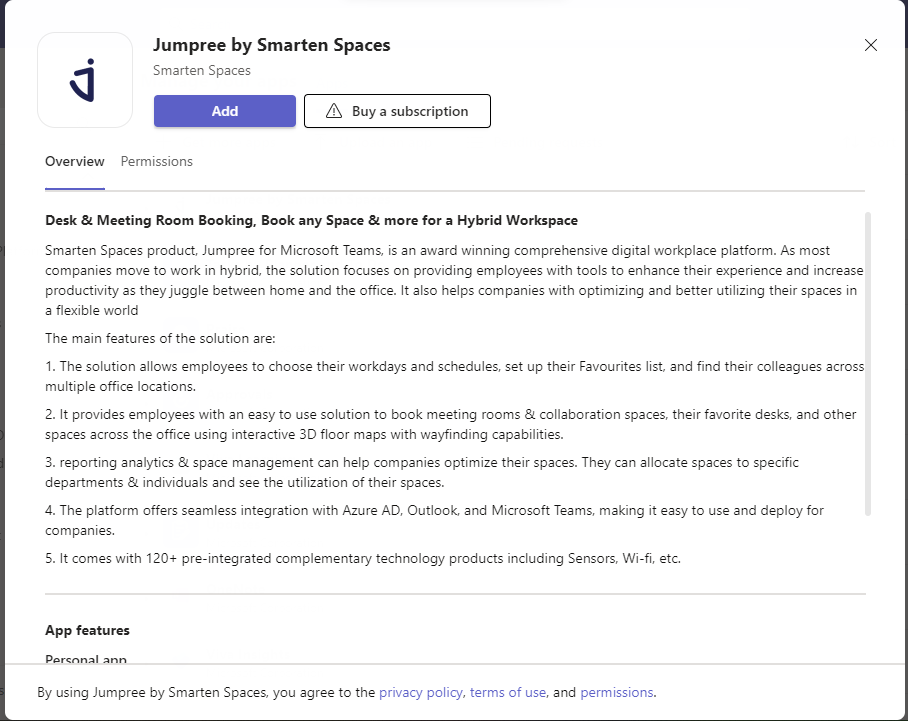 Jumpree by Smarten Spaces
Smarten Spaces
Add
Buy a subscription
Overview
Permissions
Desk & Meeting Room Booking, Book any Space & more for a Hybrid Workspace
Smarten Spaces product, Jumpree for Microsoft Teams, is an award winning comprehensive digital workplace platform. As most
companies move to work in hybrid, the solution focuses on providing employees with tools to enhance their experience and increase
productivity as they juggle between home and the office. It also helps companies with optimizing and better utilizing their spaces in
a flexible world
The main features of the solution are:
1. The solution allows employees to choose their workdays and schedules, set up their Favourites list, and find their colleagues across
multiple office locations.
2. It provides employees with an easy to use solution to book meeting rooms & collaboration spaces, their favorite desks, and other
spaces across the office using interactive 3D floor maps with wayfinding capabilities.
3. reporting analytics & space management can help companies optimize their spaces. They can allocate spaces to specific
departments & individuals and see the utilization of their spaces.
4. The platform offers seamless integration with Azure AD, Outlook, and Microsoft Teams, making it easy to use and deploy for
companies.
5. It comes with 120+ pre-integrated complementary technology products including Sensors, Wi-fi, etc.
App features
Personal app
By using Jumpree by Smarten Spaces, you agree to the privacy policy, terms of use, and permissions.